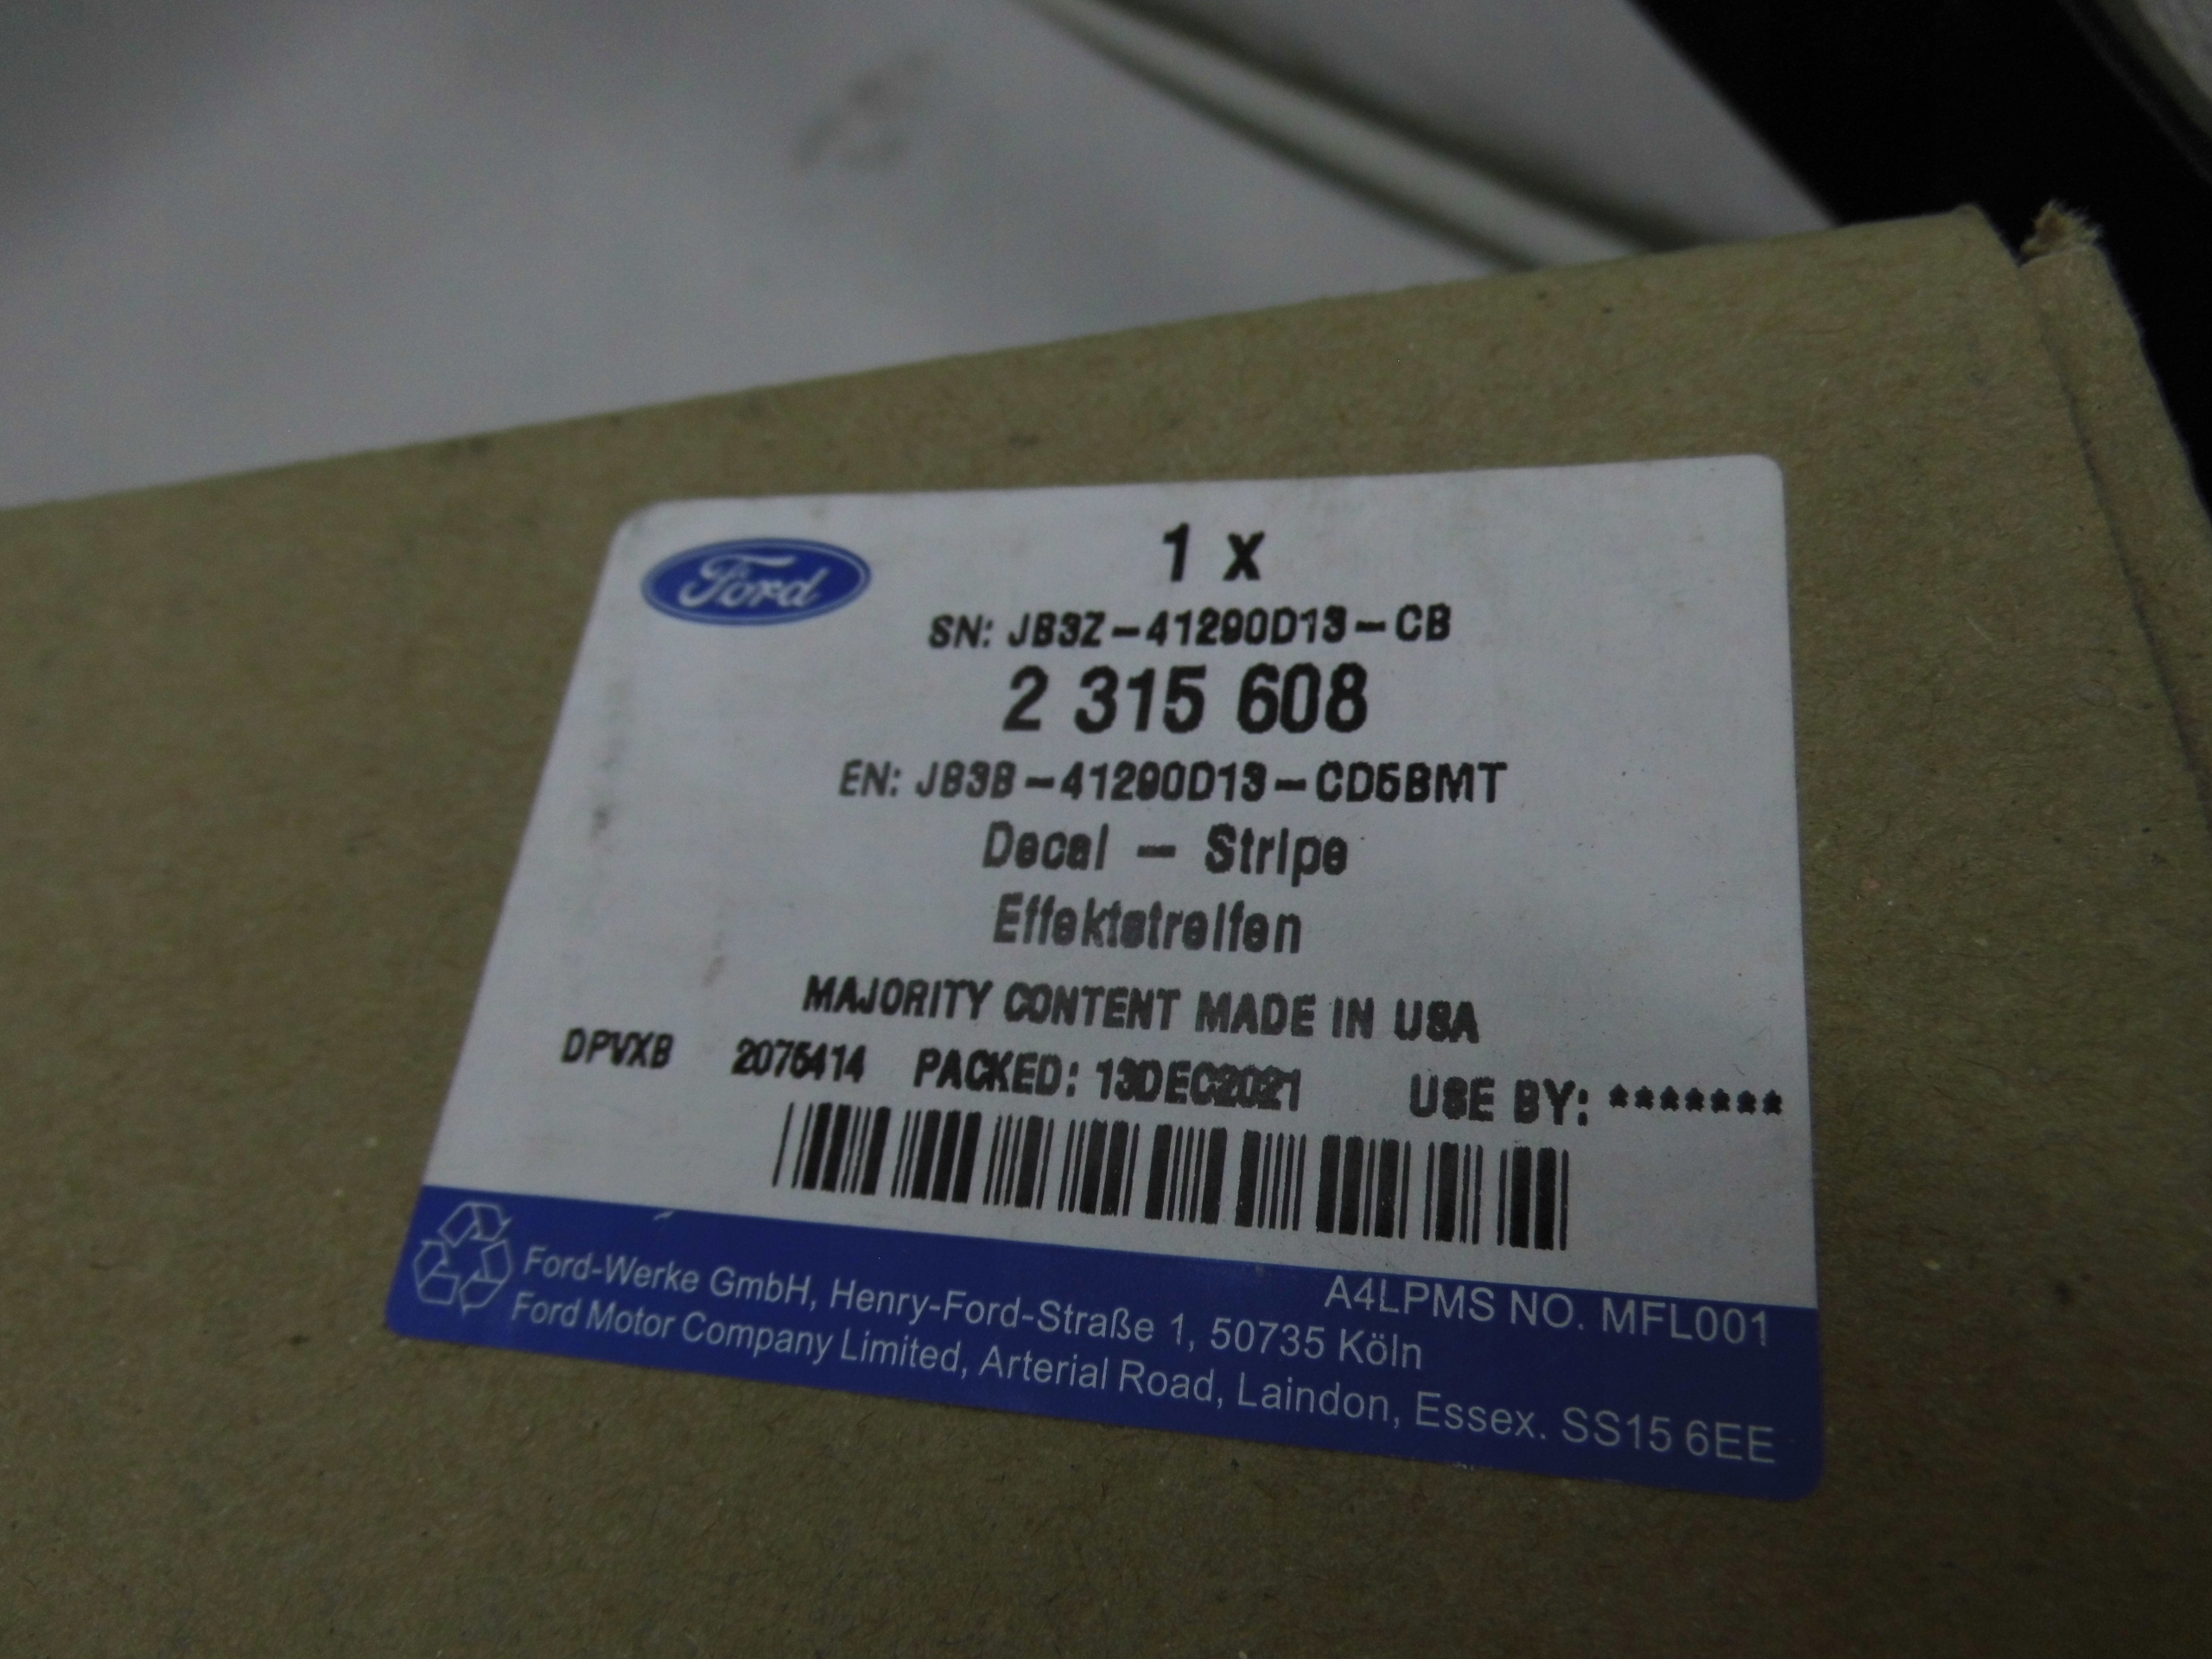 Ford
1 x
SN: JB3Z-41290D13-CB
2 315 608
EN: JB3B-41290D13-CD5BMT
Decal - Stripe
Effektstreifen
MAJORITY CONTENT MADE IN USA
DPVXB 2075414 PACKED: 13DEC2021 USE BY: *******
A4LPMS NO. MFL001
Ford-Werke GmbH, Henry-Ford-Straße 1, 50735 Köln
Ford Motor Company Limited, Arterial Road, Laindon, Essex. SS15 6EE